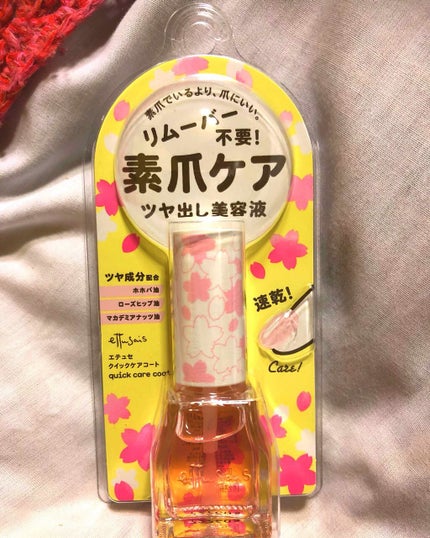 素爪でいるより、爪にいい。
リムーバー
不要!
素爪ケア
ツヤ出し美容液
ツヤ成分配合
ホホバ油
ローズヒップ油
マカデミアナッツ油
ettusais
エテュセ
クイックケアコート
quick care coat
速乾!
Care!
ettusais